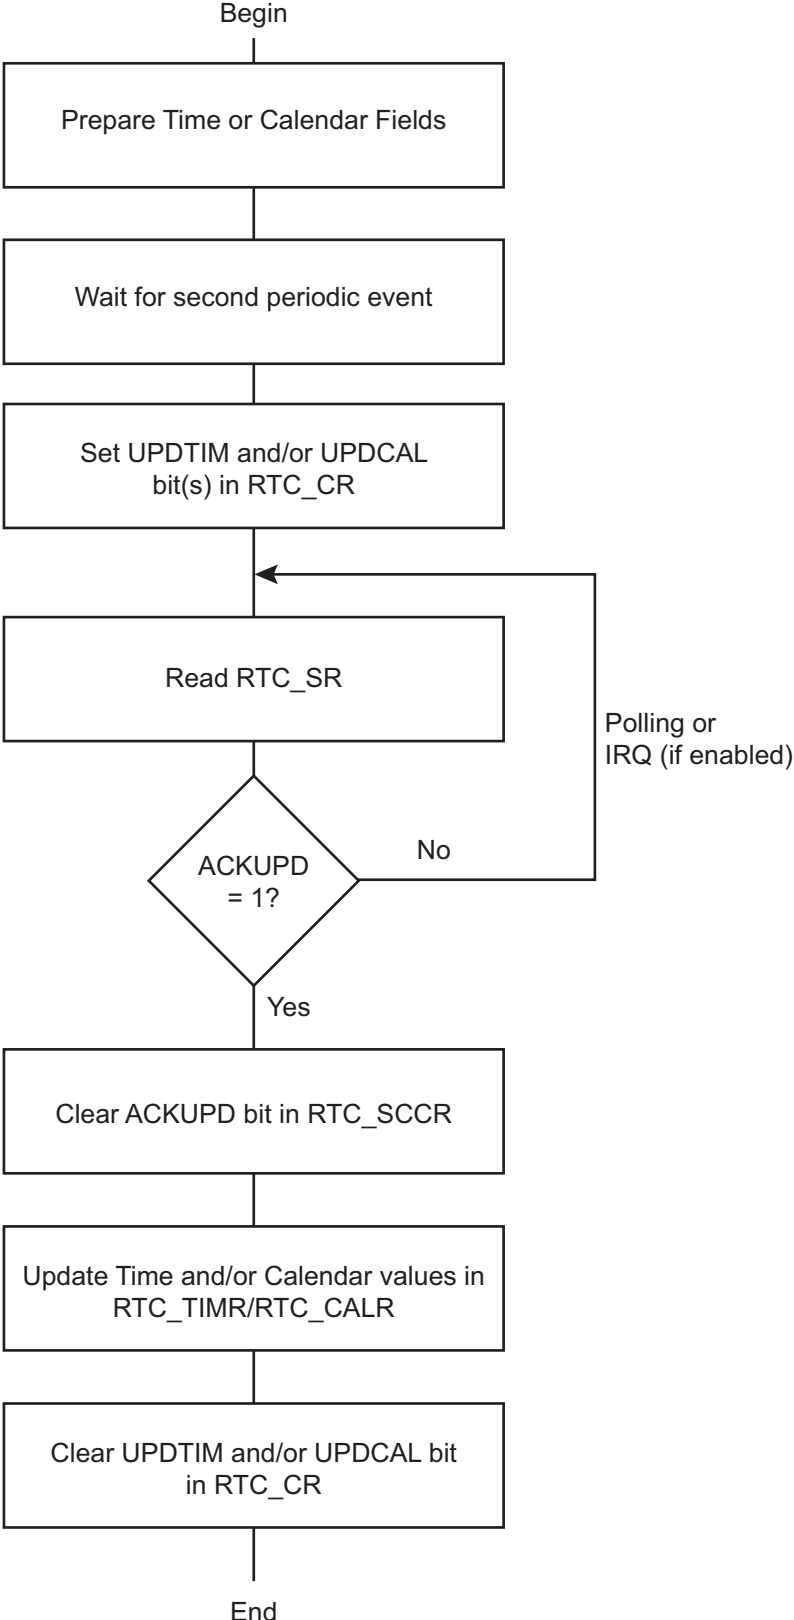 Begin
Prepare Time or Calendar Fields
Wait for second periodic event
Set UPDTIM and/or UPDCAL
bit(s) in RTC_CR
Read RTC_SR
Polling or
IRQ (if enabled)
ACKUPD
= 1?
No
Yes
Clear ACKUPD bit in RTC_SCCR
Update Time and/or Calendar values in
RTC_TIMR/RTC_CALR
Clear UPDTIM and/or UPDCAL bit
in RTC_CR
End